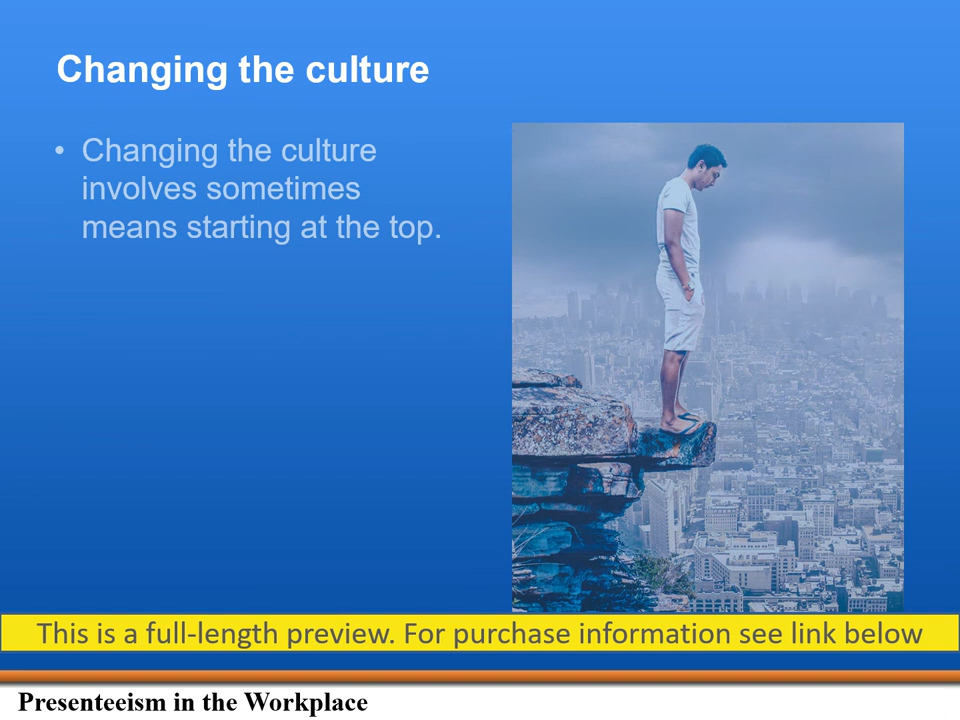 Changing the culture
• Changing the culture
involves sometimes
means starting at the top.
This is a full-length preview. For purchase information see link below
Presenteeism in the Workplace